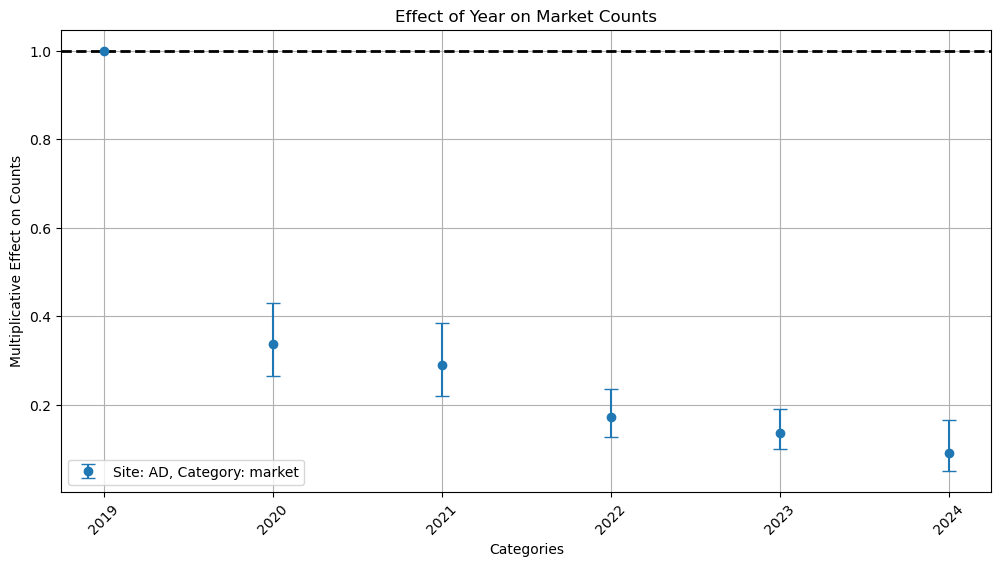 Effect of Year on Market Counts
Multiplicative Effect on Counts
1.0
0.8
0.6
0.4
0.2
Site: AD, Category: market
2019
2020
2021
2022
2023
2024
Categories